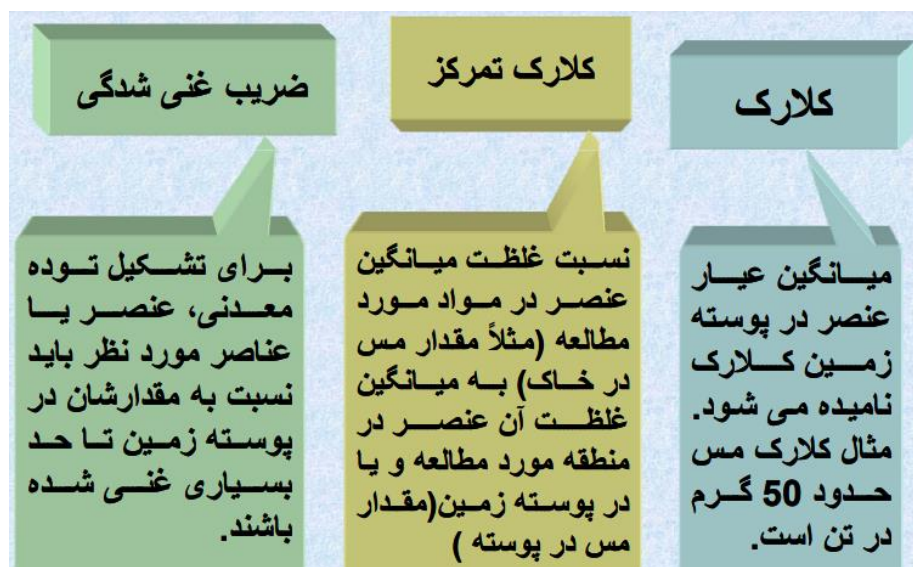 کلارک
میانگین عیار
عنصر در پوسته
زمین کلارک
نامیده می شود.
مثال کلارک مس
حدود 50 گرم
در تن است.
کلارک تمرکز
نسبت غلظت میانگین
عنصر در مواد مورد
مطالعه (مثلاً مقدار مس
در خاک) به میانگین
غلظت آن عنصر در
منطقه مورد مطالعه و یا
در پوسته زمین(مقدار
مس در پوسته )
ضریب غنی شدگی
برای تشکیل توده
معدنی، عنصر یا
عناصر مورد نظر باید
نسبت به مقدارشان در
پوسته زمین تا حد
بسیاری غنی شده
باشند.